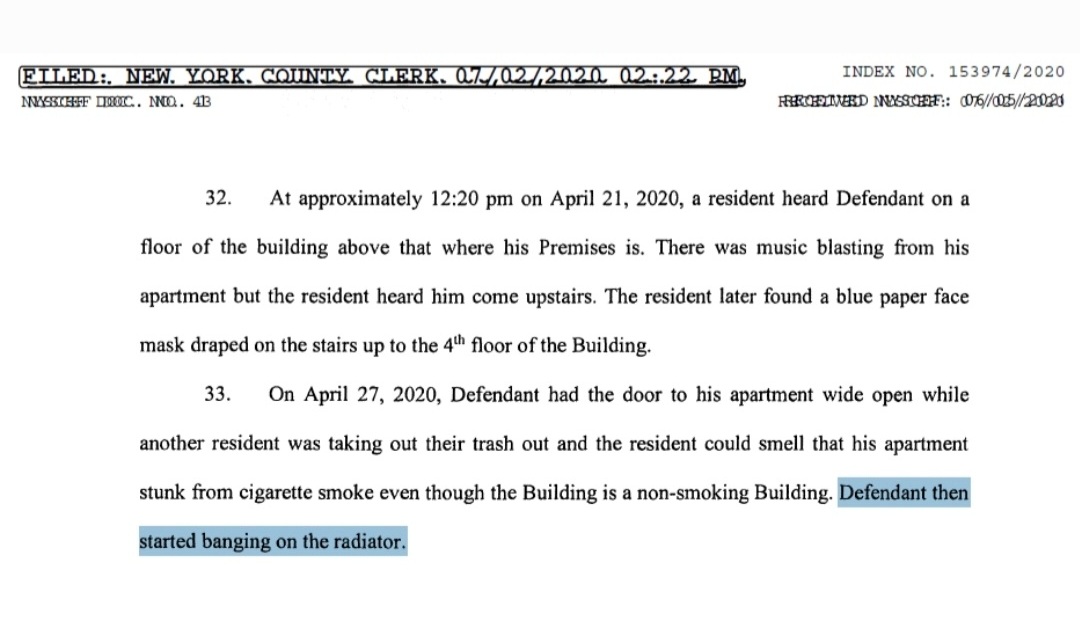 FILED: NEW YORK COUNTY CLERK 07/02/2020 02:22 PM
INDEX NO. 153974/2020
NYSCEF DOC. NO.
RECEIVED NYSCEF:
32. At approximately 12:20 pm on April 21, 2020, a resident heard Defendant on a
floor of the building above that where his Premises is. There was music blasting from his
apartment but the resident heard him come upstairs. The resident later found a blue paper face
mask draped on the stairs up to the 4th floor of the Building.
33. On April 27, 2020, Defendant had the door to his apartment wide open while
another resident was taking out their trash out and the resident could smell that his apartment
stunk from cigarette smoke even though the Building is a non-smoking Building. Defendant then
started banging on the radiator.